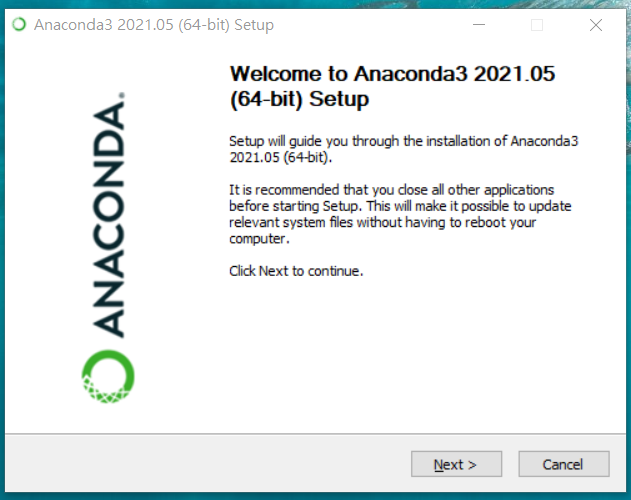 Anaconda3 2021.05 (64-bit) Setup
Welcome to Anaconda3 2021.05
(64-bit) Setup
ANACONDA.
Setup will guide you through the installation of Anaconda3
2021.05 (64-bit).
It is recommended that you close all other applications
before starting Setup. This will make it possible to update
relevant system files without having to reboot your
computer.
Click Next to continue.
Next >
Cancel